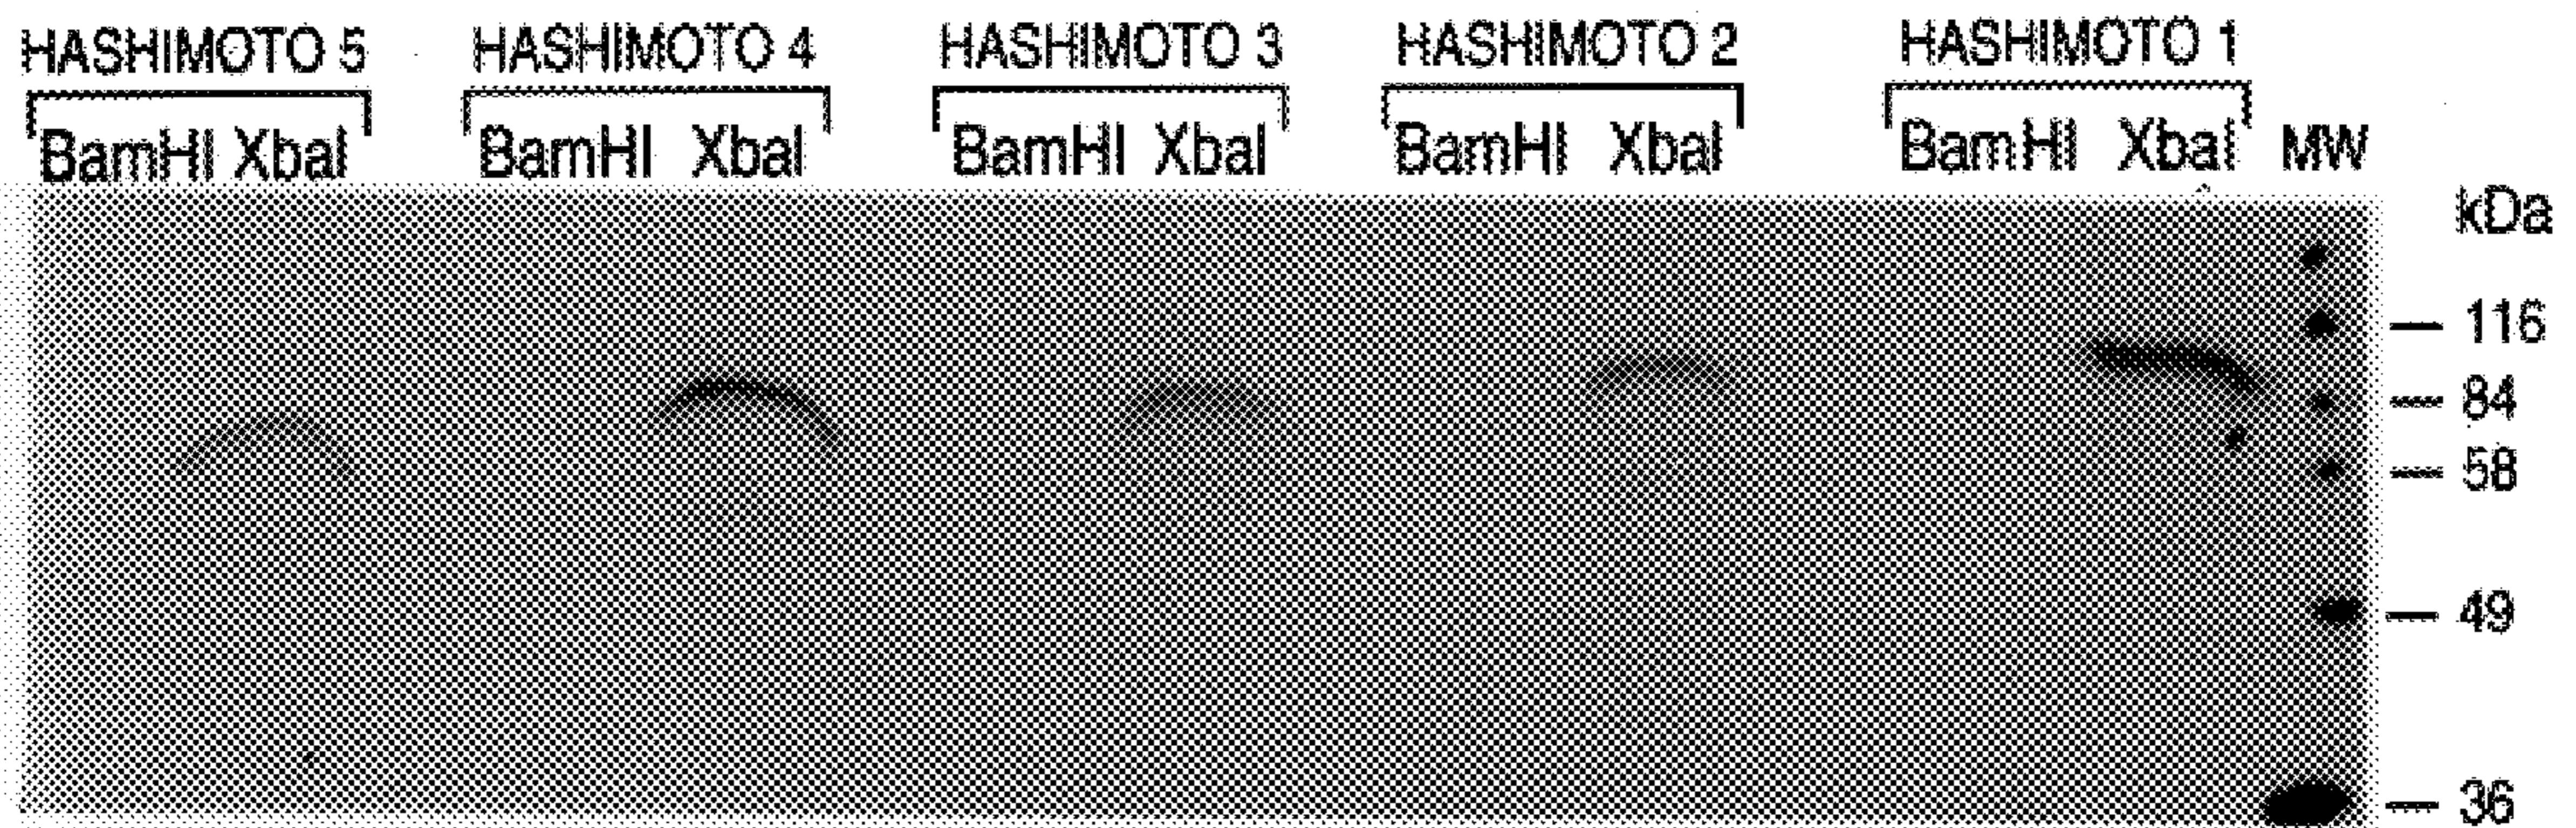 HASHIMOTO 5 HASHIMOTO 4 HASHIMOTO 3 HASHIMOTO 2 HASHIMOTO 1
BamHI XbaI BamHI XbaI BamHI XbaI BamHI XbaI BamHI XbaI MW
kDa
116
84
58
49
36